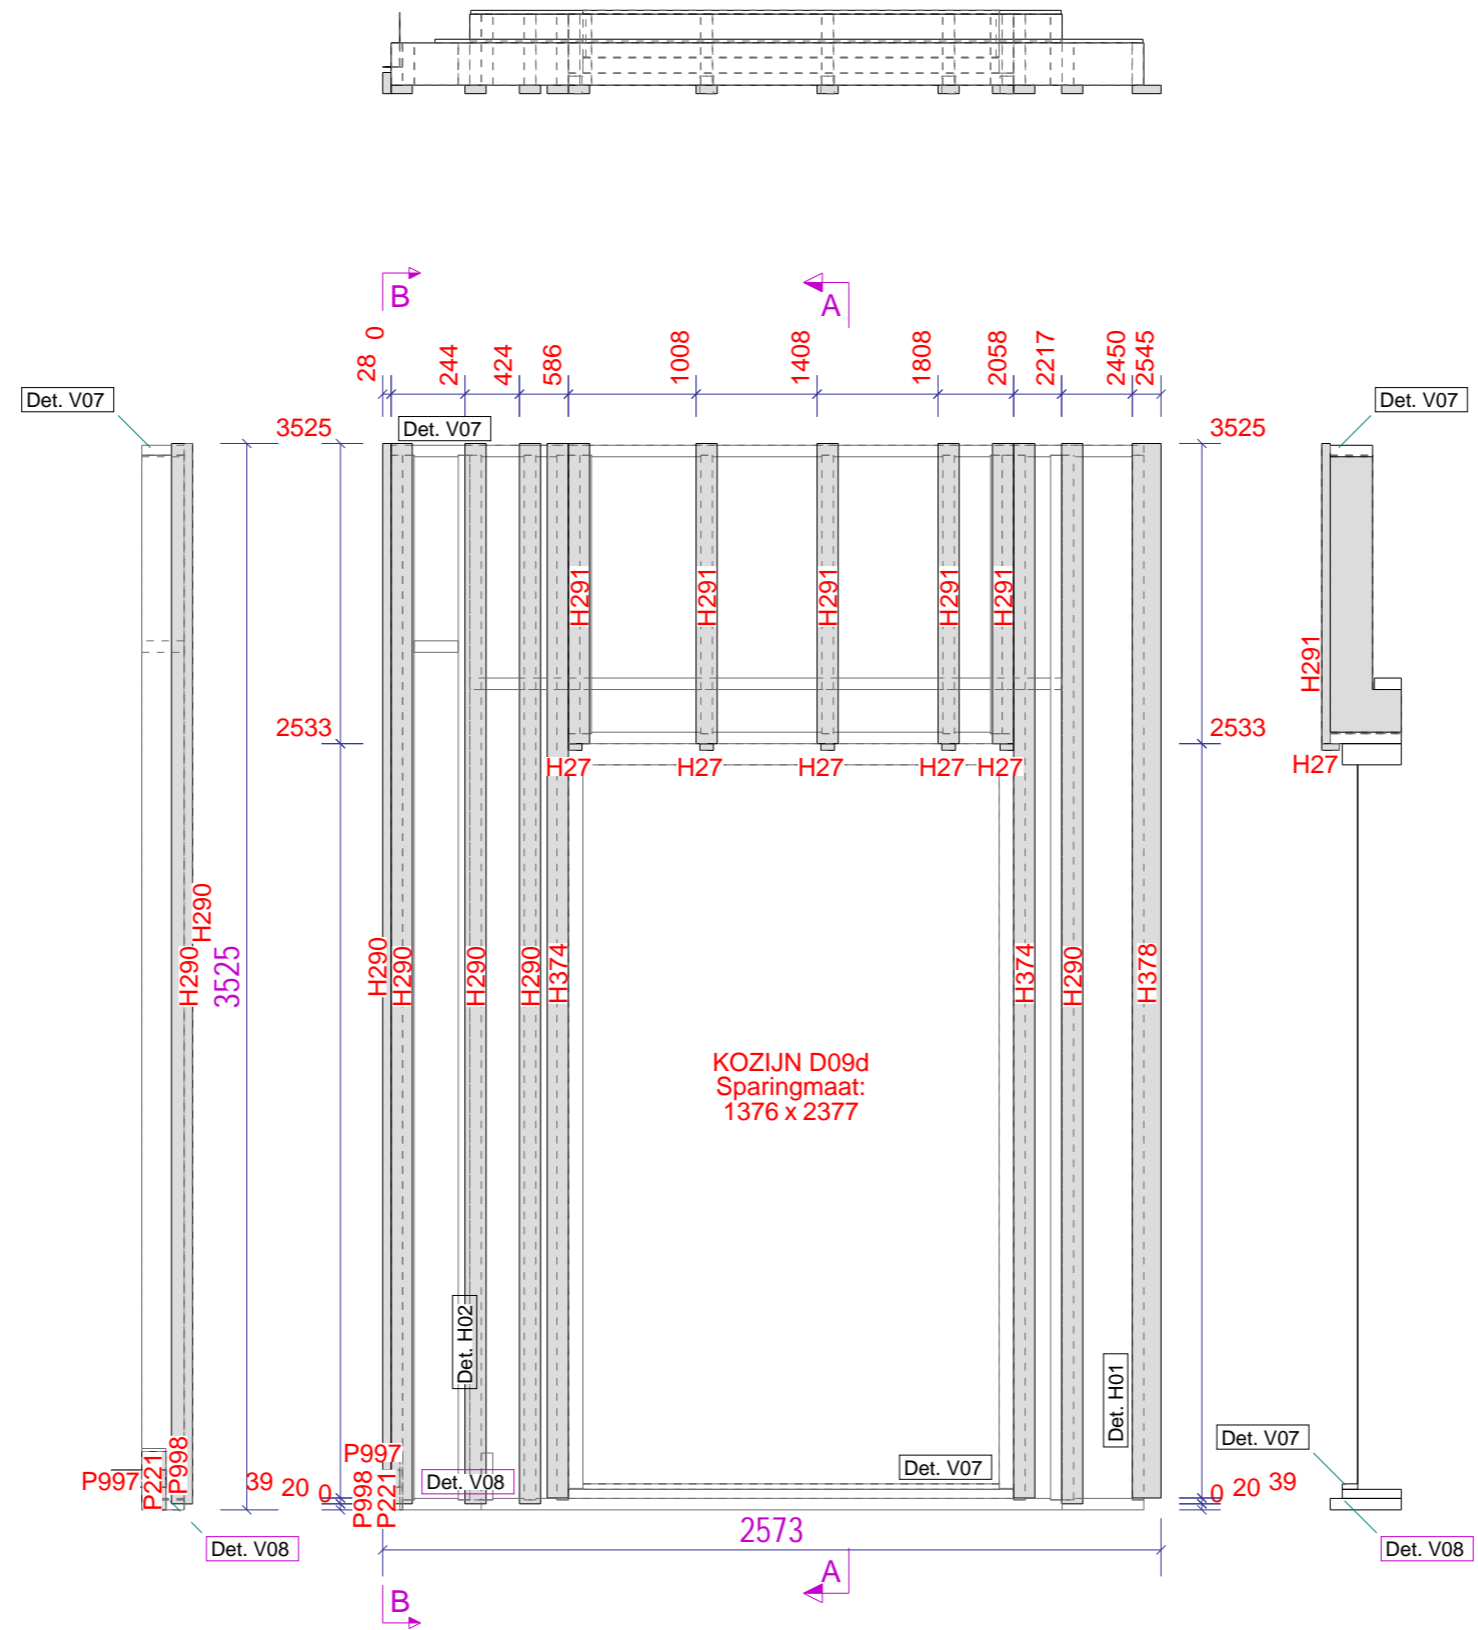 B
A
28
0
244
424
586
1008
1408
1808
2058
2217
2450
2545
Det. V07
Det. V07
Det. V07
3525
3525
H291
H291
H291
H291
H291
H291
2533
2533
H27
H27
H27
H27
H27
H27
H290
H290
3525
H290
H290
H290
H290
H374
H374
H290
H378
KOZIJN D09d
Sparingmaat:
1376 x 2377
Det. H02
Det. H01
Det. V07
Det. V07
P997
P221
P998
39
20
0
P997
P998
P221
Det. V08
0
20
39
Det. V08
2573
Det. V08
B
A